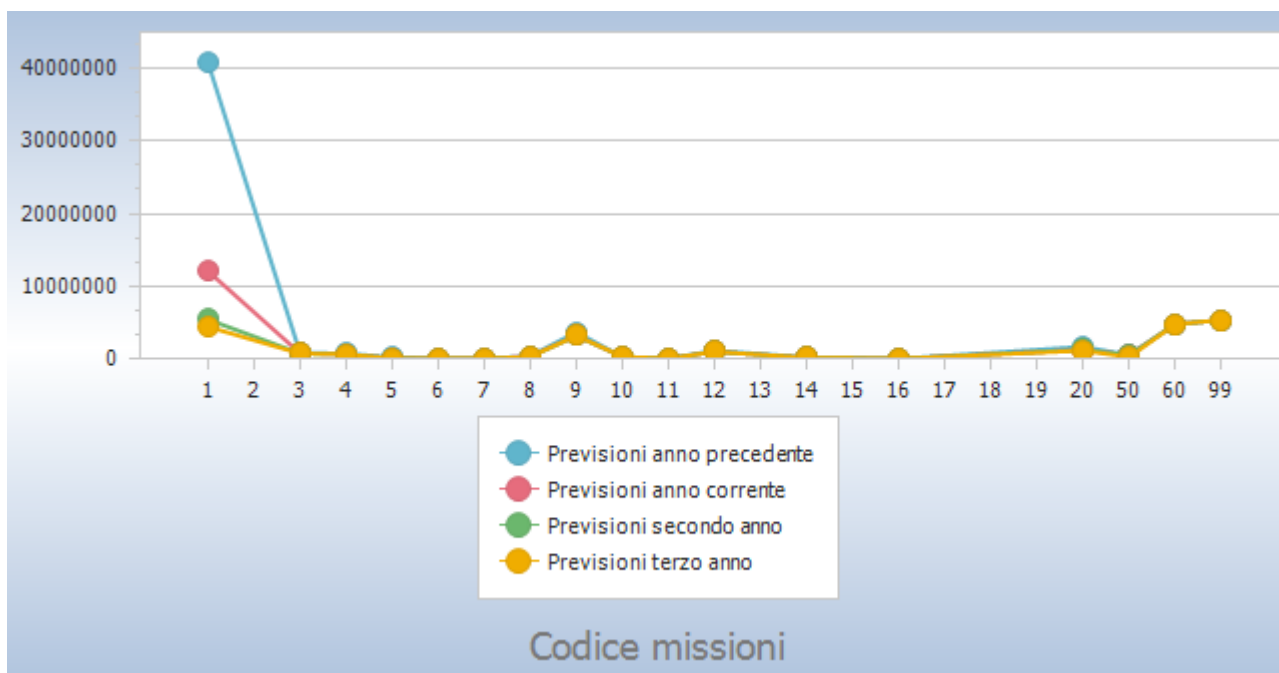 40000000
30000000
20000000
10000000
0
1 2 3 4 5 6 7 8 9 10 11 12 13 14 15 16 17 18 19 20 50 60 99
Previsioni anno precedente
Previsioni anno corrente
Previsioni secondo anno
Previsioni terzo anno
Codice missioni